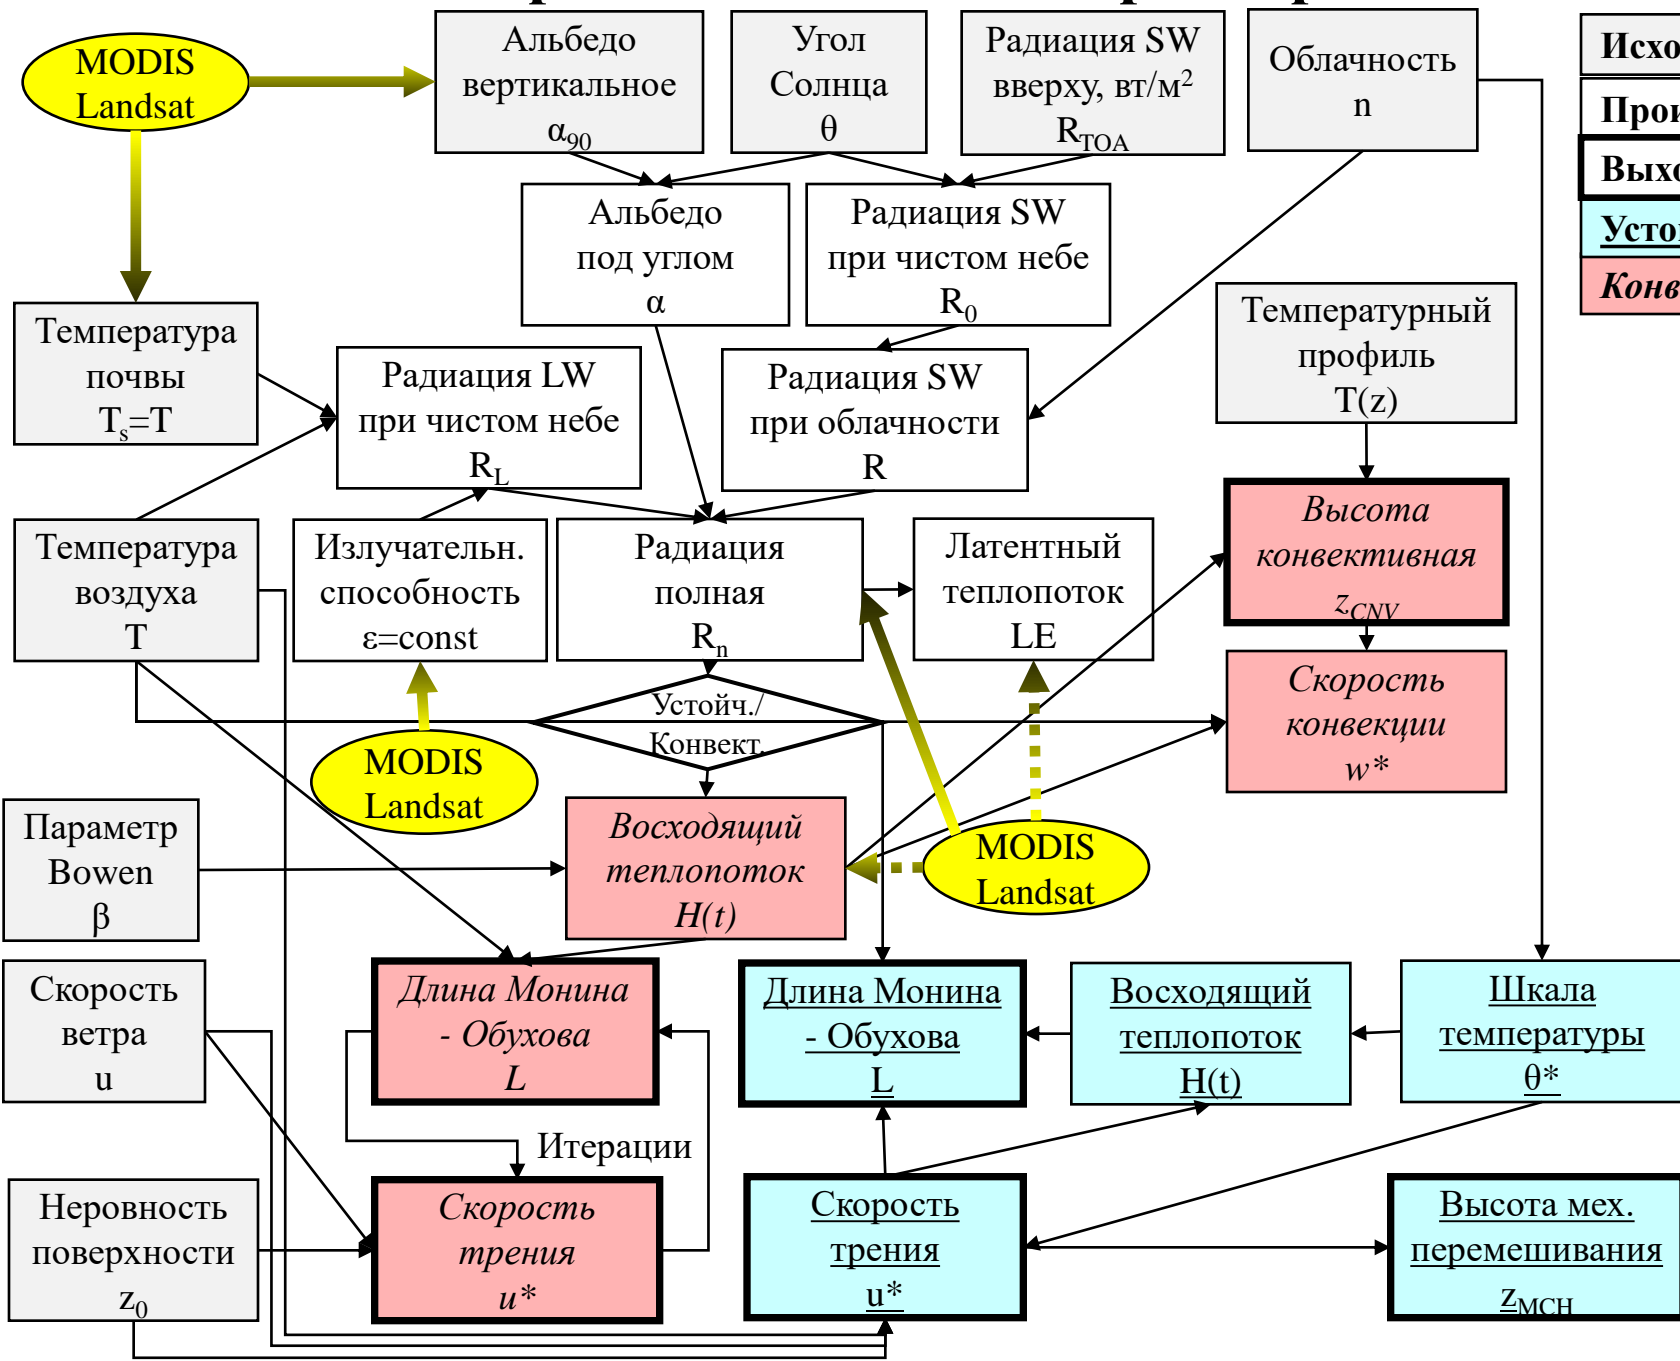 MODIS
Landsat
Альбедо
вертикальное
α90
Угол
Солнца
θ
Радиация SW
вверху, вт/м2
RTOA
Облачность
n
Альбедо
под углом
α
Радиация SW
при чистом небе
R0
Температура
почвы
Ts=T
Радиация LW
при чистом небе
RL
Радиация SW
при облачности
R
Температурный
профиль
T(z)
Температура
воздуха
T
Излучательн.
способность
ε=const
Радиация
полная
Rn
Латентный
теплопоток
LE
Высота
конвективная
zCNV
Устойч./
Конвект.
Скорость
конвекции
w*
MODIS
Landsat
Параметр
Bowen
β
Восходящий
теплопоток
H(t)
MODIS
Landsat
Скорость
ветра
u
Длина Монина
- Обухова
L
Длина Монина
- Обухова
L
Восходящий
теплопоток
H(t)
Шкала
температуры
θ*
Итерации
Неровность
поверхности
z0
Скорость
трения
u*
Скорость
трения
u*
Высота мех.
перемешивания
zMCH